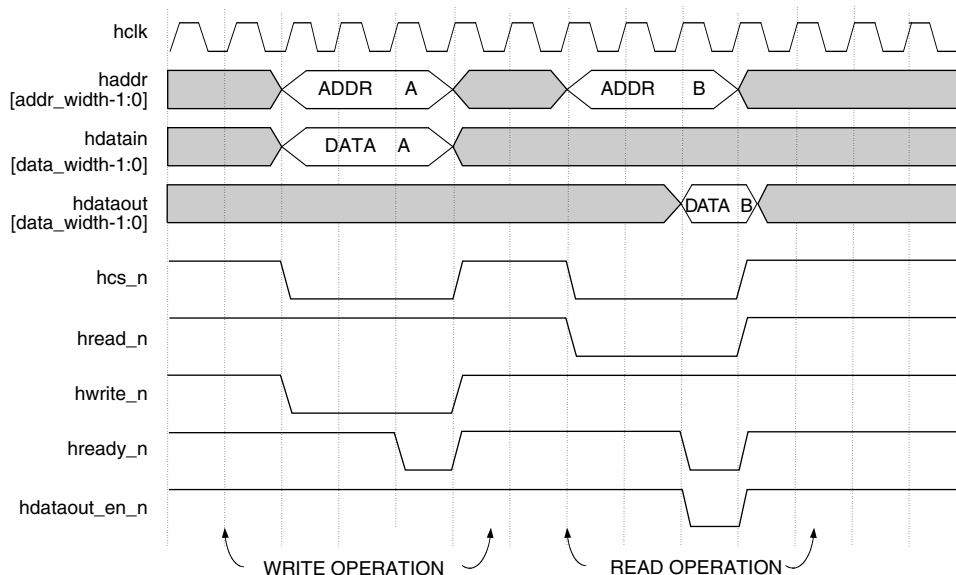 hclk
haddr
[addr_width-1:0]
ADDR A
ADDR B
hdatain
[data_width-1:0]
DATA A
hdataout
[data_width-1:0]
DATA B
hcs_n
hread_n
hwrite_n
hready_n
hdataout_en_n
WRITE OPERATION
READ OPERATION